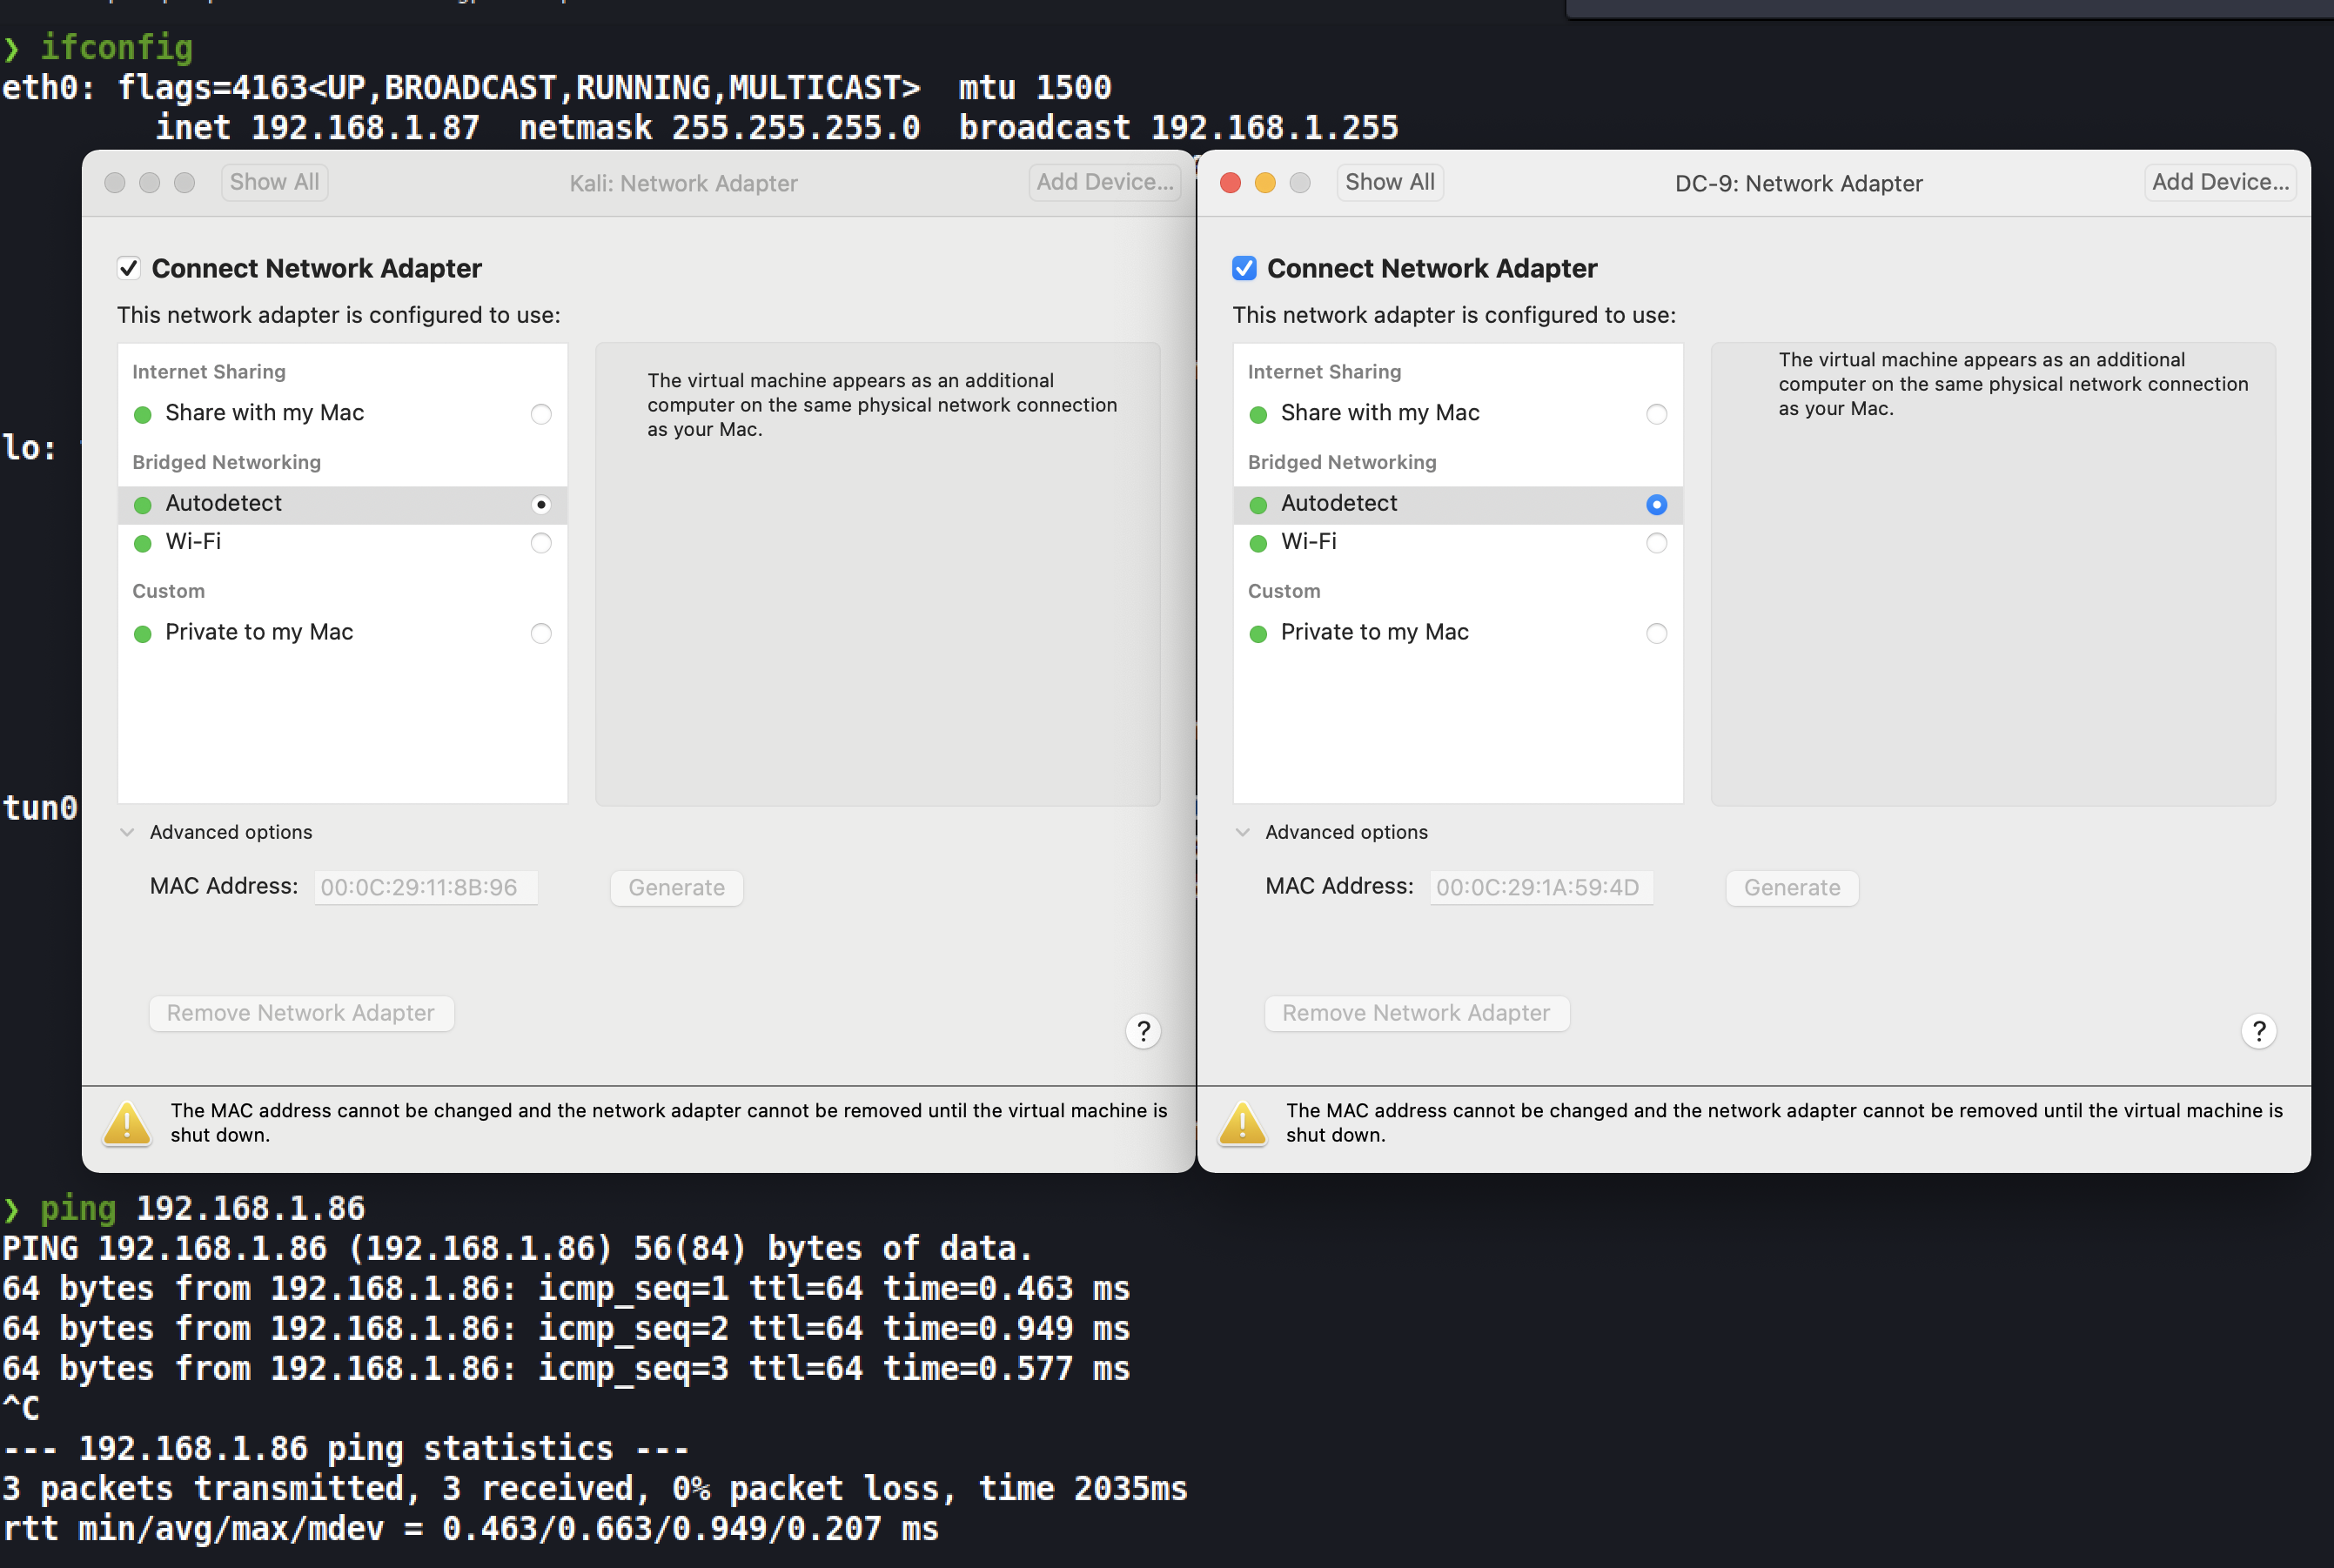 ❯ ifconfig
eth0: flags=4163<UP,BROADCAST,RUNNING,MULTICAST>  mtu 1500
inet 192.168.1.87  netmask 255.255.255.0  broadcast 192.168.1.255
lo:
tun0
Show All
Kali: Network Adapter
Add Device...
Connect Network Adapter
This network adapter is configured to use:
Internet Sharing
Share with my Mac
Bridged Networking
Autodetect
Wi-Fi
Custom
Private to my Mac
The virtual machine appears as an additional
computer on the same physical network connection
as your Mac.
Advanced options
MAC Address: 00:0C:29:11:8B:96 Generate
Remove Network Adapter
?
The MAC address cannot be changed and the network adapter cannot be removed until the virtual machine is
shut down.
Show All
DC-9: Network Adapter
Add Device...
Connect Network Adapter
This network adapter is configured to use:
Internet Sharing
Share with my Mac
Bridged Networking
Autodetect
Wi-Fi
Custom
Private to my Mac
The virtual machine appears as an additional
computer on the same physical network connection
as your Mac.
Advanced options
MAC Address: 00:0C:29:1A:59:4D Generate
Remove Network Adapter
?
The MAC address cannot be changed and the network adapter cannot be removed until the virtual machine is
shut down.
❯ ping 192.168.1.86
PING 192.168.1.86 (192.168.1.86) 56(84) bytes of data.
64 bytes from 192.168.1.86: icmp_seq=1 ttl=64 time=0.463 ms
64 bytes from 192.168.1.86: icmp_seq=2 ttl=64 time=0.949 ms
64 bytes from 192.168.1.86: icmp_seq=3 ttl=64 time=0.577 ms
^C
--- 192.168.1.86 ping statistics ---
3 packets transmitted, 3 received, 0% packet loss, time 2035ms
rtt min/avg/max/mdev = 0.463/0.663/0.949/0.207 ms